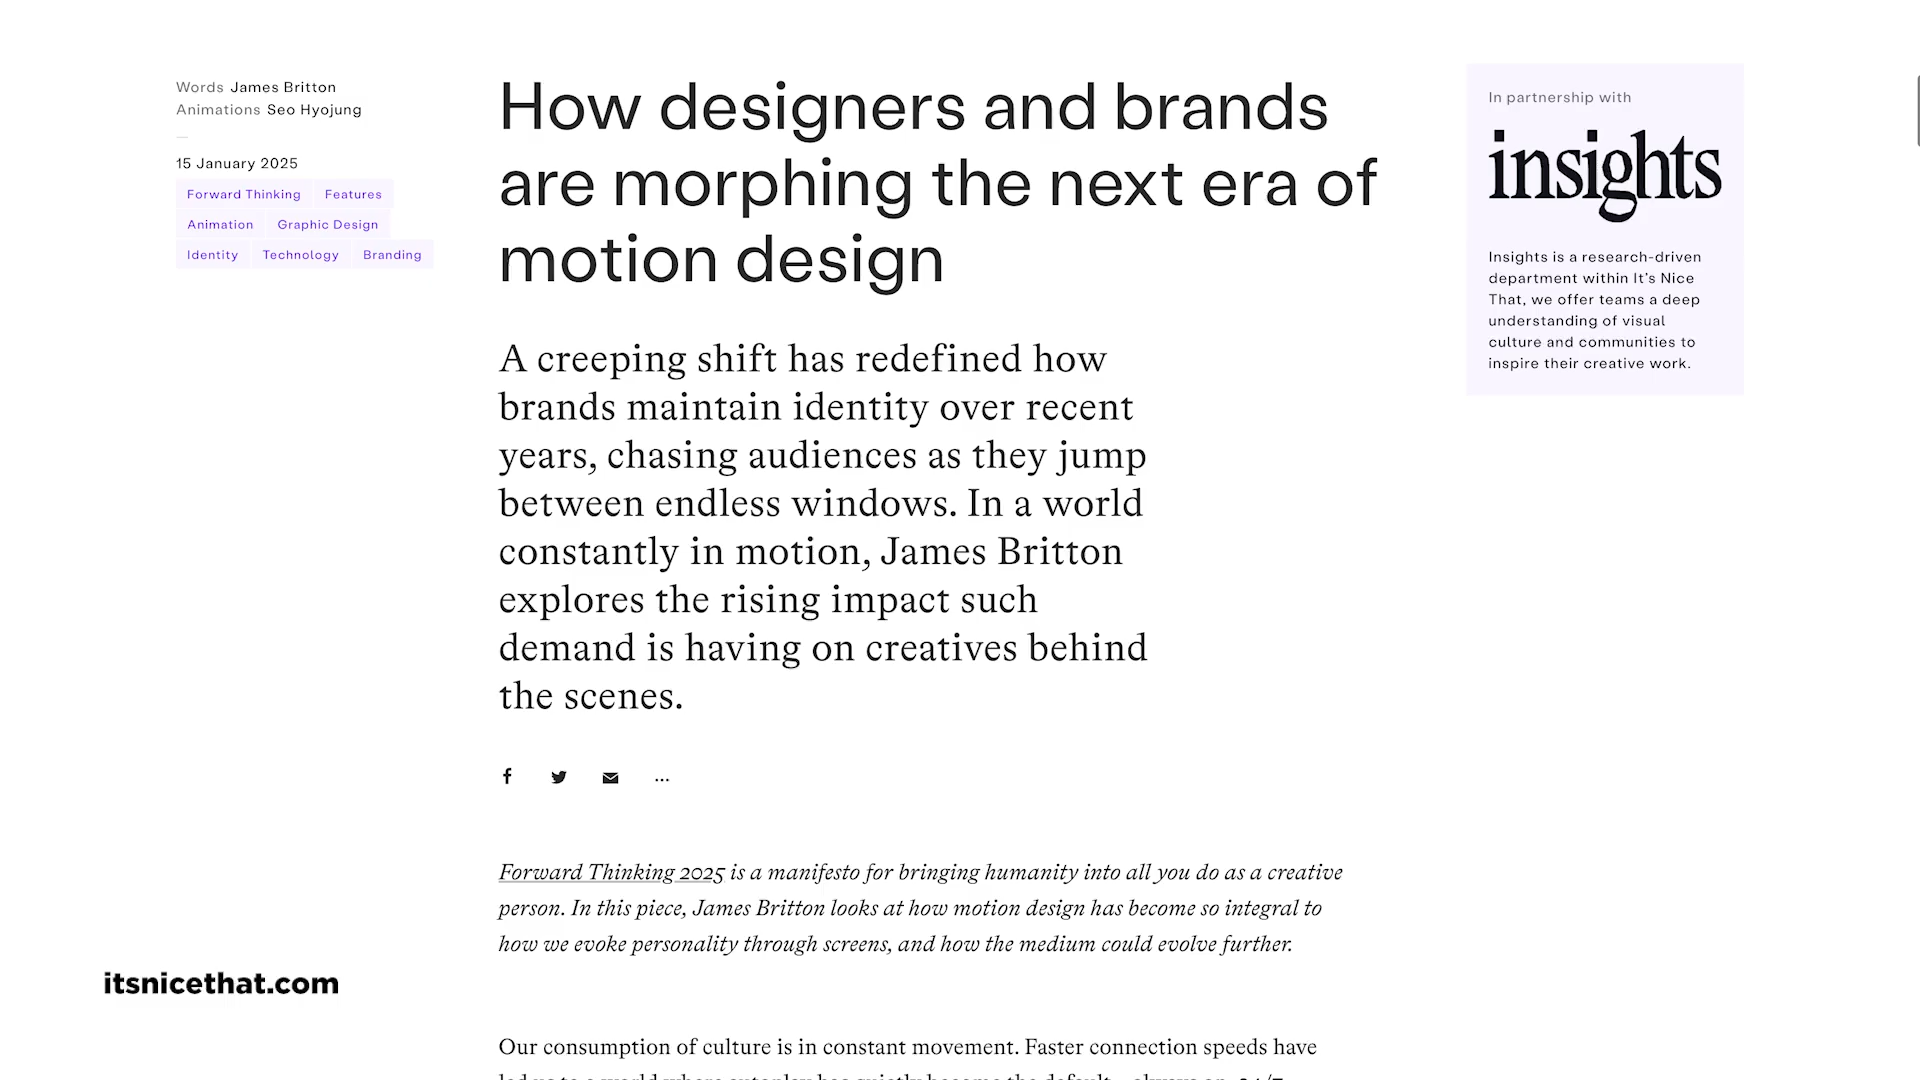 Words James Britton
Animations Seo Hyojung
15 January 2025
Forward Thinking Features
Animation Graphic Design
Identity Technology Branding
How designers and brands
are morphing the next era of
motion design
A creeping shift has redefined how
brands maintain identity over recent
years, chasing audiences as they jump
between endless windows. In a world
constantly in motion, James Britton
explores the rising impact such
demand is having on creatives behind
the scenes.
Forward Thinking 2025 is a manifesto for bringing humanity into all you do as a creative
person. In this piece, James Britton looks at how motion design has become so integral to
how we evoke personality through screens, and how the medium could evolve further.
Our consumption of culture is in constant movement. Faster connection speeds have
In partnership with
insights
Insights is a research-driven
department within It's Nice
That, we offer teams a deep
understanding of visual
culture and communities to
inspire their creative work.
itsnicethat.com